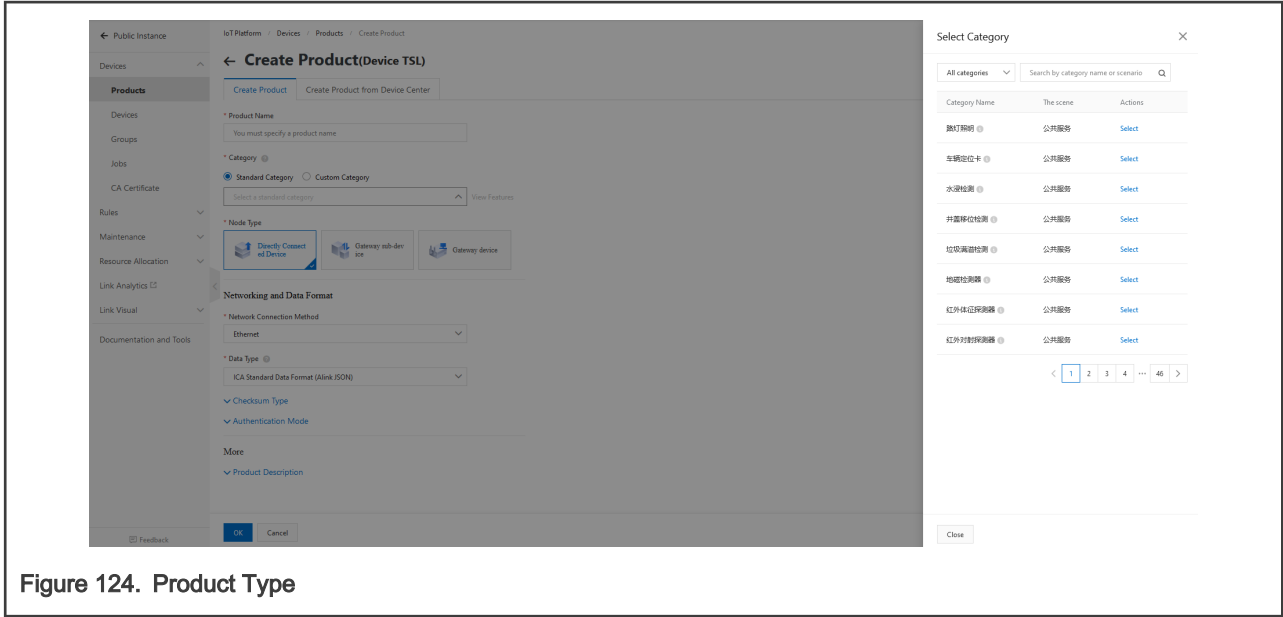 Public Instance
Devices
Products
Devices
Groups
Jobs
CA Certificate
Rules
Maintenance
Resource Allocation
Link Analytics
Link Visual
Documentation and Tools
Feedback
IoT Platform / Devices / Products / Create Product
Create Product(Device TSL)
Create Product Create Product from Device Center
* Product Name
You must specify a product name
* Category
Standard Category Custom Category
Select a standard category View Features
* Node Type
Directly Connect
ed Device
Gateway sub-dev
ice
Gateway device
Networking and Data Format
* Network Connection Method
Ethernet
* Data Type
ICA Standard Data Format (Alink JSON)
Checksum Type
Authentication Mode
More
Product Description
OK Cancel
Select Category
All categories Search by category name or scenario
Category Name The scene Actions
路灯照明 公共服务 Select
车辆定位卡 公共服务 Select
水浸检测 公共服务 Select
井盖移位检测 公共服务 Select
垃圾满溢检测 公共服务 Select
地磁检测器 公共服务 Select
红外体征探测器 公共服务 Select
红外对射探测器 公共服务 Select
1 2 3 4 ··· 46
Close
Figure 124. Product Type